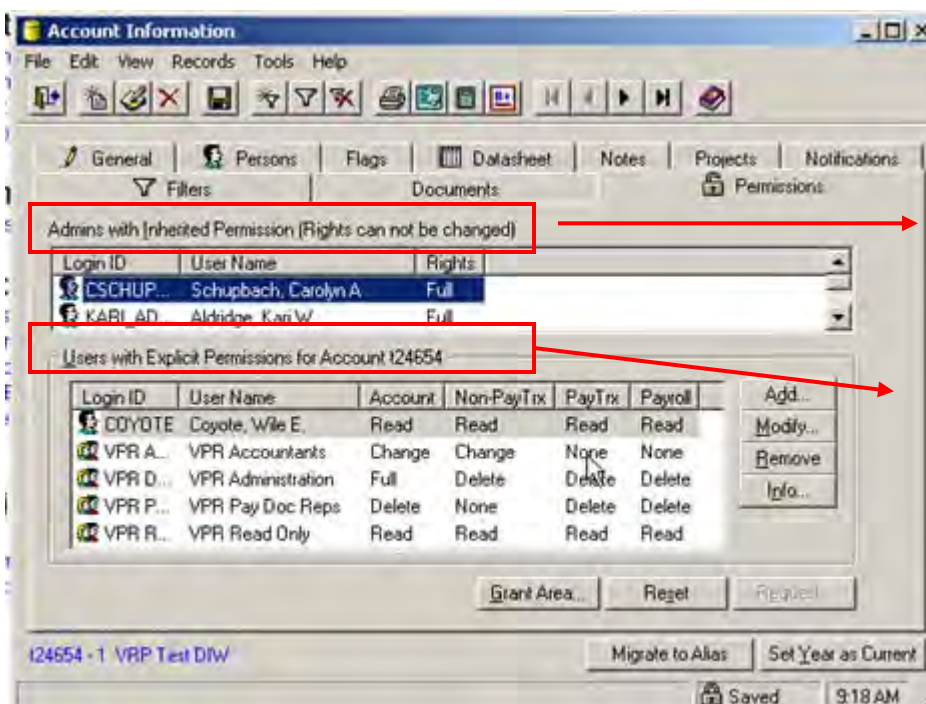 Account Information
File Edit View Records Tools Help
General Persons Flags Datasheet Notes Projects Notifications
Filters Documents Permissions
Admins with Inherited Permission (Rights can not be changed)
Login ID User Name Rights
CSCHUP... Schupbach, Carolyn A Full
KARI_AD... Aldridge, Kari W Full
Users with Explicit Permissions for Account t24654
Login ID User Name Account Non-PayTrx PayTrx Payroll Add...
COYOTE Coyote, Wile E. Read Read Read Read Modify...
VPR A... VPR Accountants Change Change None None Remove
VPR D... VPR Administration Full Delete Delete Delete Info...
VPR P... VPR Pay Doc Reps Delete None Delete Delete
VPR R... VPR Read Only Read Read Read Read
Grant Area... Reset Request
t24654 - 1 VRP Test DIW Migrate to Alias Set Year as Current
Saved 9:18 AM